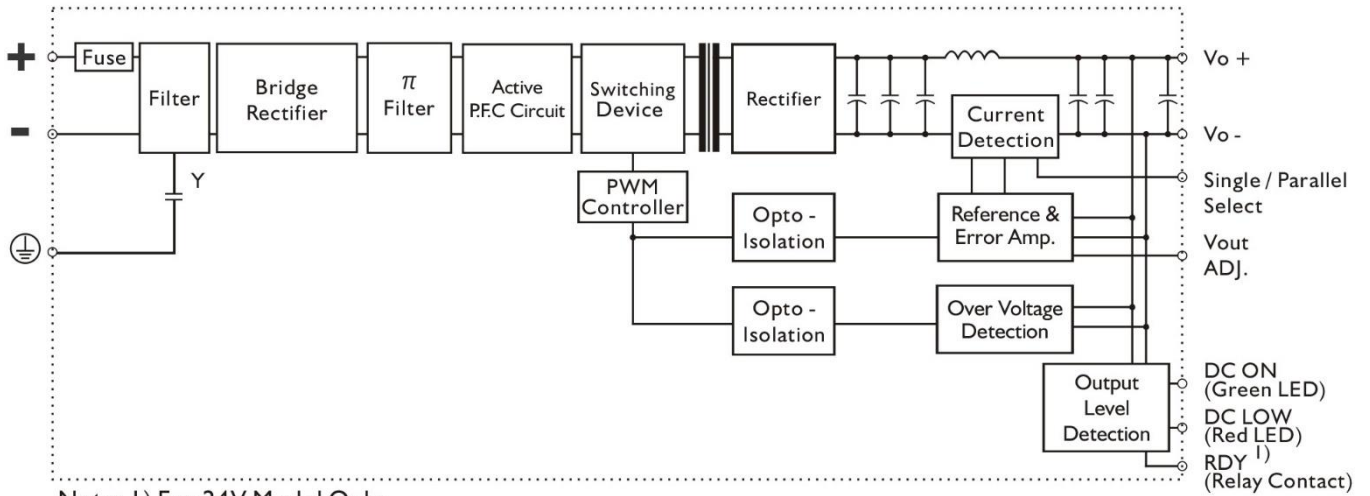 +
Fuse
Filter
Bridge
Rectifier
π
Filter
Active
P.F.C Circuit
Switching
Device
Rectifier
Current
Detection
Vo +
-
Vo -
Y
PWM
Controller
Opto -
Isolation
Reference &
Error Amp.
Single / Parallel
Select
Vout
ADJ.
Opto -
Isolation
Over Voltage
Detection
Output
Level
Detection
DC ON
(Green LED)
DC LOW
(Red LED)
RDY 1)
(Relay Contact)